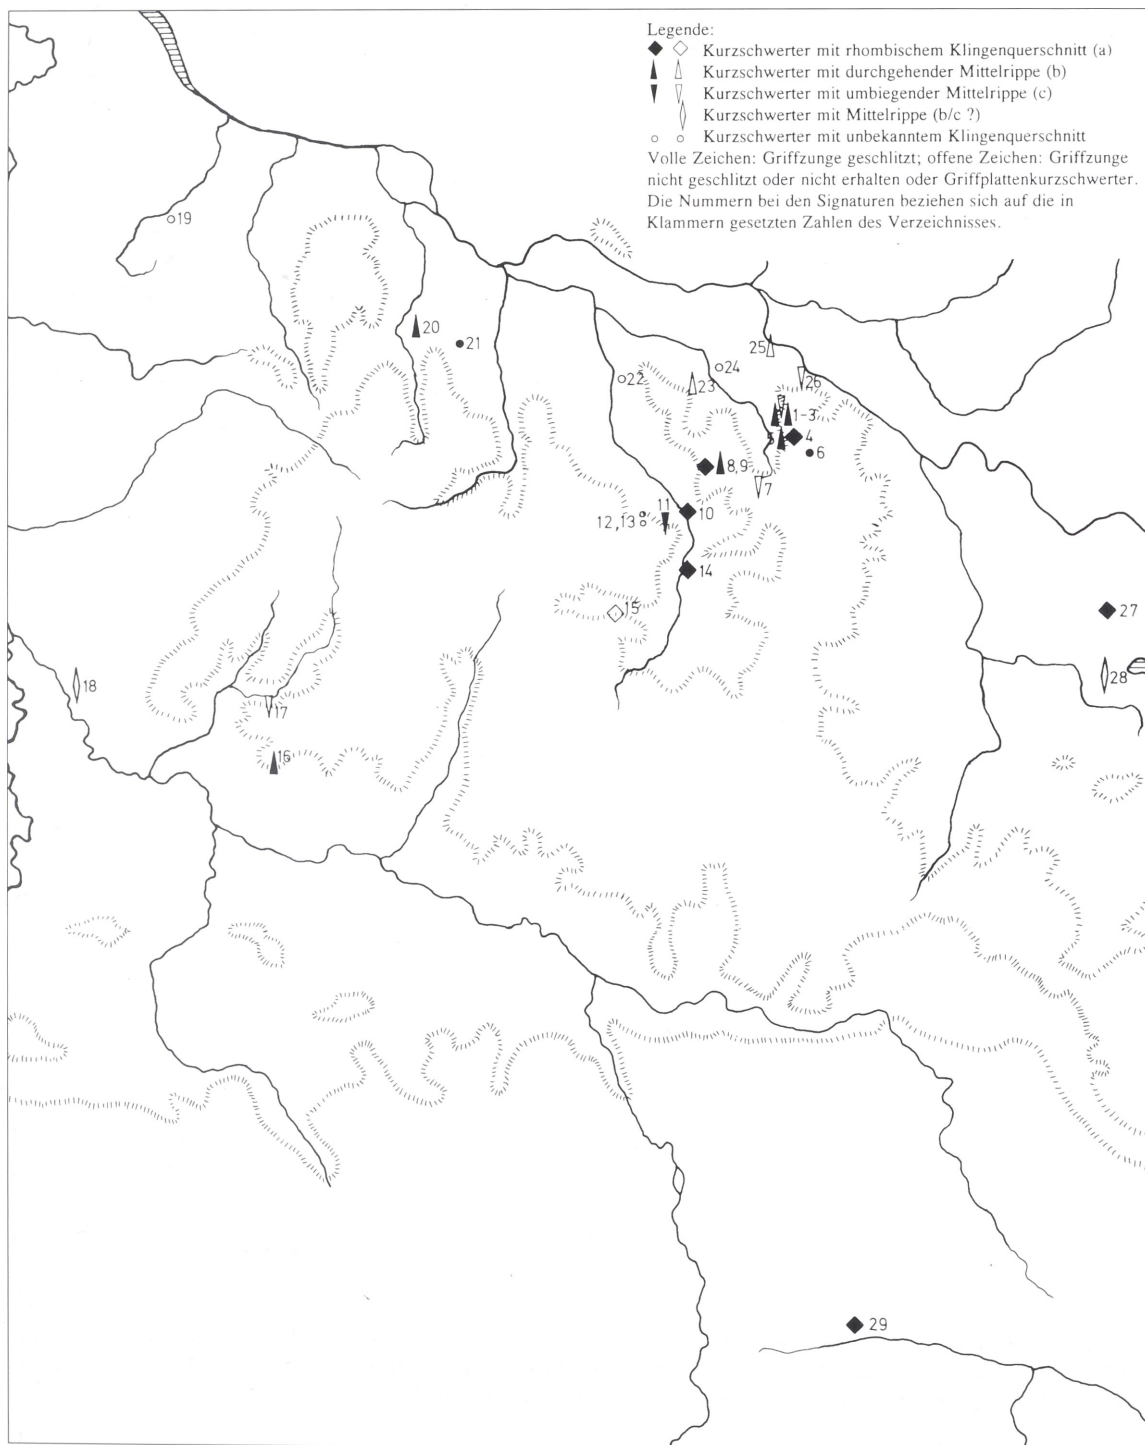 Legende:
Kurzschwerter mit rhombischem Klingenquerschnitt (a)
Kurzschwerter mit durchgehender Mittelrippe (b)
Kurzschwerter mit umbiegender Mittelrippe (c)
Kurzschwerter mit Mittelrippe (b/c ?)
Kurzschwerter mit unbekanntem Klingenquerschnitt
Volle Zeichen: Griffzunge geschlitzt; offene Zeichen: Griffzunge
nicht geschlitzt oder nicht erhalten oder Griffplattenkurzschwerter.
Die Nummern bei den Signaturen beziehen sich auf die in
Klammern gesetzten Zahlen des Verzeichnisses.
19
20
21
25
24
26
22
23
1-3
5
4
6
8,9
7
11
12,13
10
14
15
27
28
18
17
16
29